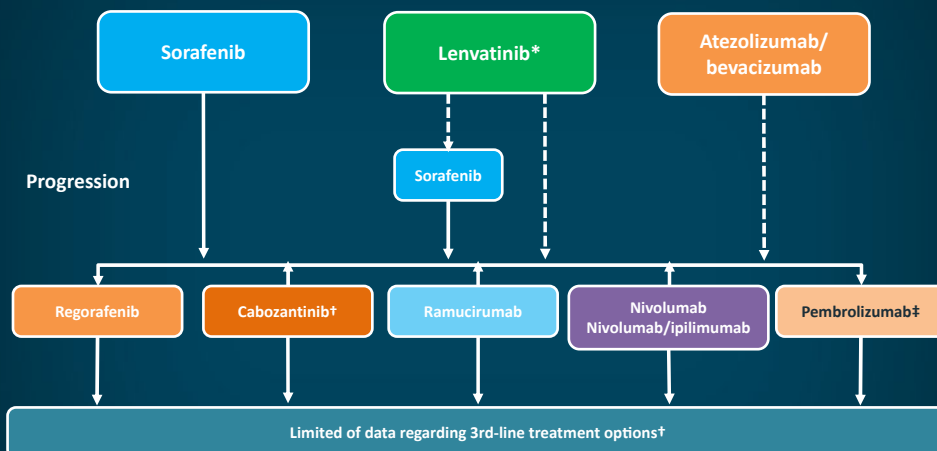 Sorafenib
Lenvatinib*
Atezolizumab/
bevacizumab
Sorafenib
Progression
Regorafenib
Cabozantinib†
Ramucirumab
Nivolumab
Nivolumab/ipilimumab
Pembrolizumab‡
Limited of data regarding 3rd-line treatment options†